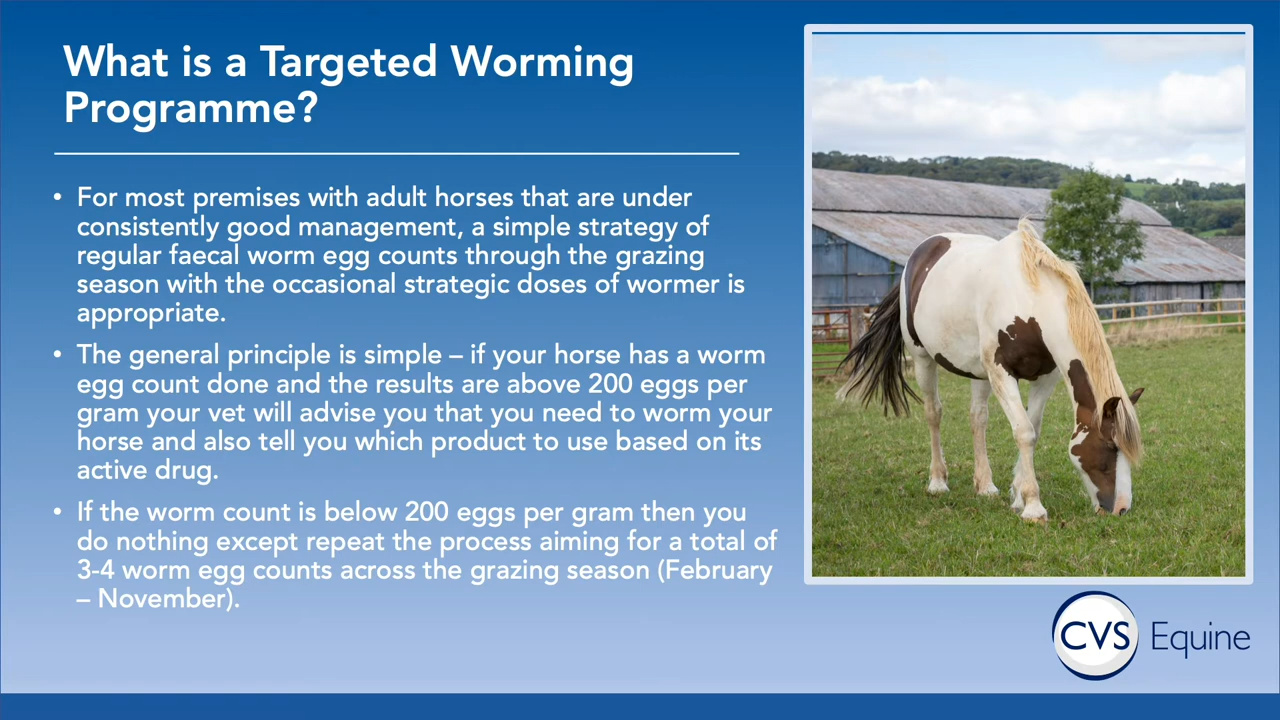 What is a Targeted Worming
Programme?
• For most premises with adult horses that are under
consistently good management, a simple strategy of
regular faecal worm egg counts through the grazing
season with the occasional strategic doses of wormer is
appropriate.
• The general principle is simple – if your horse has a worm
egg count done and the results are above 200 eggs per
gram your vet will advise you that you need to worm your
horse and also tell you which product to use based on its
active drug.
• If the worm count is below 200 eggs per gram then you
do nothing except repeat the process aiming for a total of
3-4 worm egg counts across the grazing season (February
– November).
CVS Equine